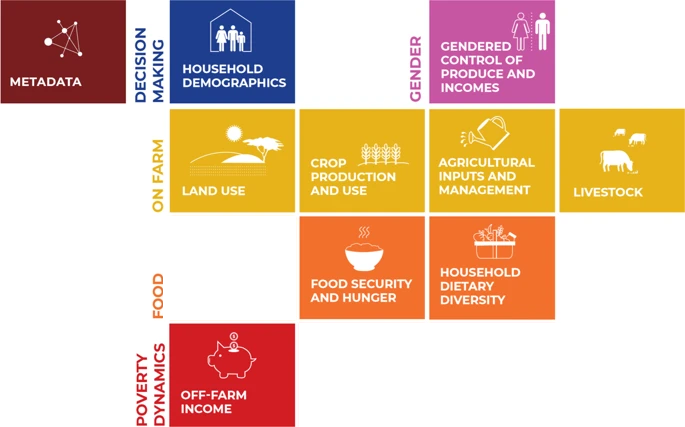 METADATA
DECISION
MAKING
HOUSEHOLD
DEMOGRAPHICS
GENDER
GENDERED
CONTROL OF
PRODUCE AND
INCOMES
ON FARM
LAND USE
CROP
PRODUCTION
AND USE
AGRICULTURAL
INPUTS AND
MANAGEMENT
LIVESTOCK
FOOD
FOOD SECURITY
AND HUNGER
HOUSEHOLD
DIETARY
DIVERSITY
POVERTY
DYNAMICS
OFF-FARM
INCOME